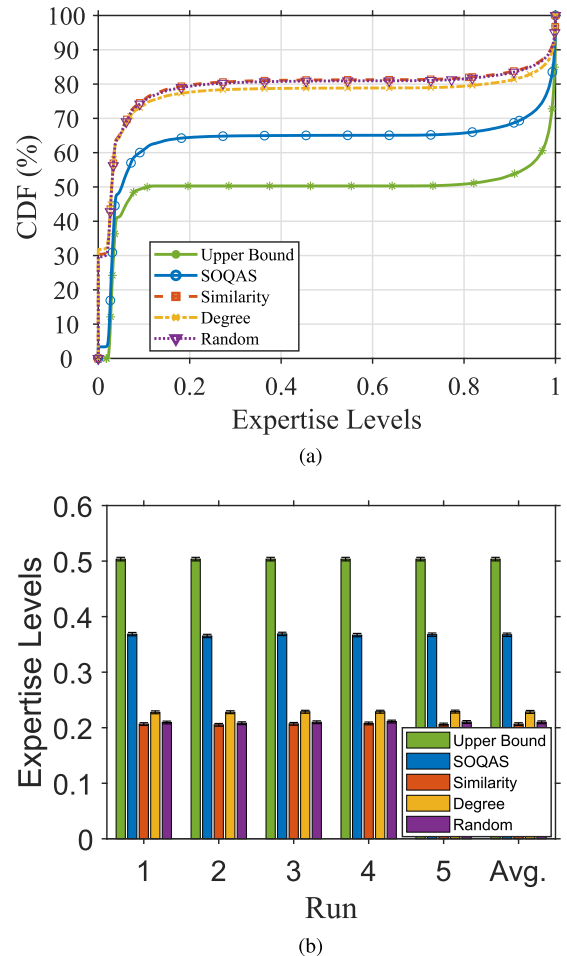 100
90
80
70
60
50
40
30
20
10
0
CDF (%)
Upper Bound
SOQAS
Similarity
Degree
Random
0 0.2 0.4 0.6 0.8 1
Expertise Levels
(a)
0.6
0.5
0.4
0.3
0.2
0.1
0
Expertise Levels
Upper Bound
SOQAS
Similarity
Degree
Random
1 2 3 4 5 Avg.
Run
(b)